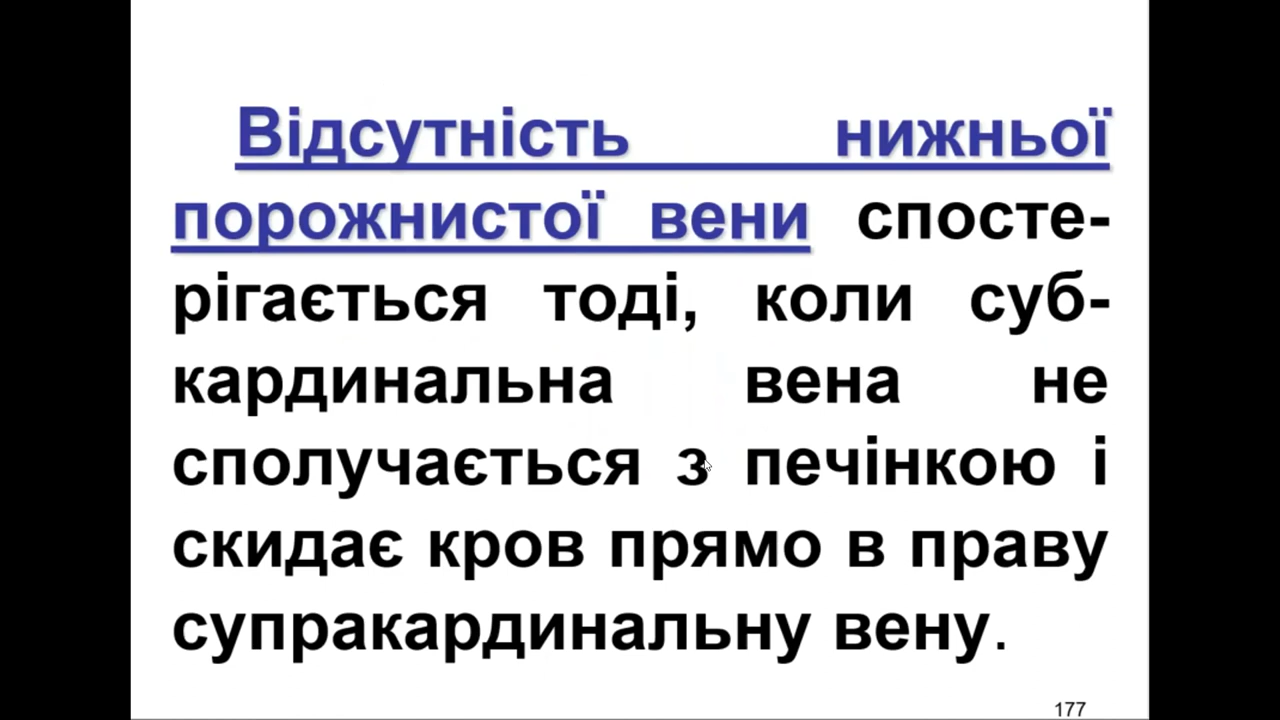 Відсутність нижньої
порожнистої вени спосте-
рігається тоді, коли суб-
кардинальна вена не
сполучається з печінкою і
скидає кров прямо в праву
супракардинальну вену.
177